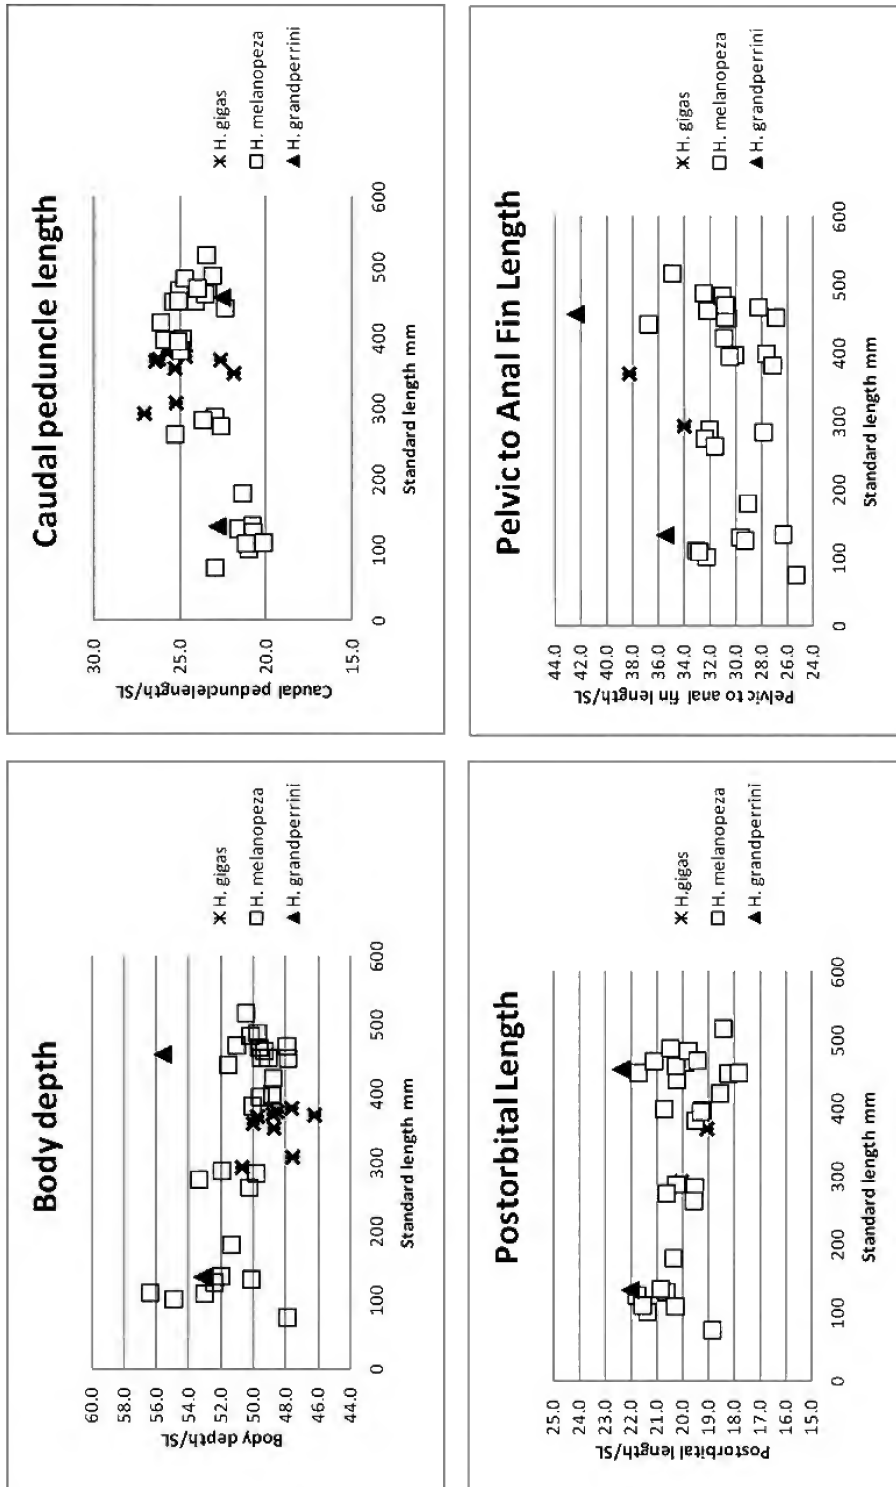 Body depth
60.0
58.0
56.0
54.0
52.0
50.0
48.0
46.0
44.0
Body depth/SL
0
100
200
300
400
500
600
Standard length mm
H. gigas
H. melanopeza
H. grandperrini
Caudal peduncle length
30.0
25.0
20.0
15.0
Caudal pedunclelength/SL
0
100
200
300
400
500
600
Standard length mm
H. gigas
H. melanopeza
H. grandperrini
Postorbital Length
25.0
24.0
23.0
22.0
21.0
20.0
19.0
18.0
17.0
16.0
15.0
Postorbital length/SL
0
100
200
300
400
500
600
Standard length mm
H.gigas
H. melanopeza
H. grandperrini
Pelvic to Anal Fin Length
44.0
42.0
40.0
38.0
36.0
34.0
32.0
30.0
28.0
26.0
24.0
Pelvic to anal fin length/SL
0
100
200
300
400
500
600
Standard length mm
H. gigas
H. melanopeza
H. grandperrini